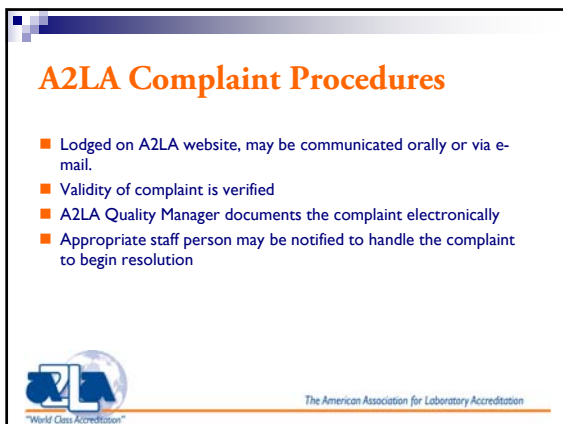 A2LA Complaint Procedures
Lodged on A2LA website, may be communicated orally or via e-
mail.
Validity of complaint is verified
A2LA Quality Manager documents the complaint electronically
Appropriate staff person may be notified to handle the complaint
to begin resolution
A2LA
The American Association for Laboratory Accreditation
"World Class Accreditation"